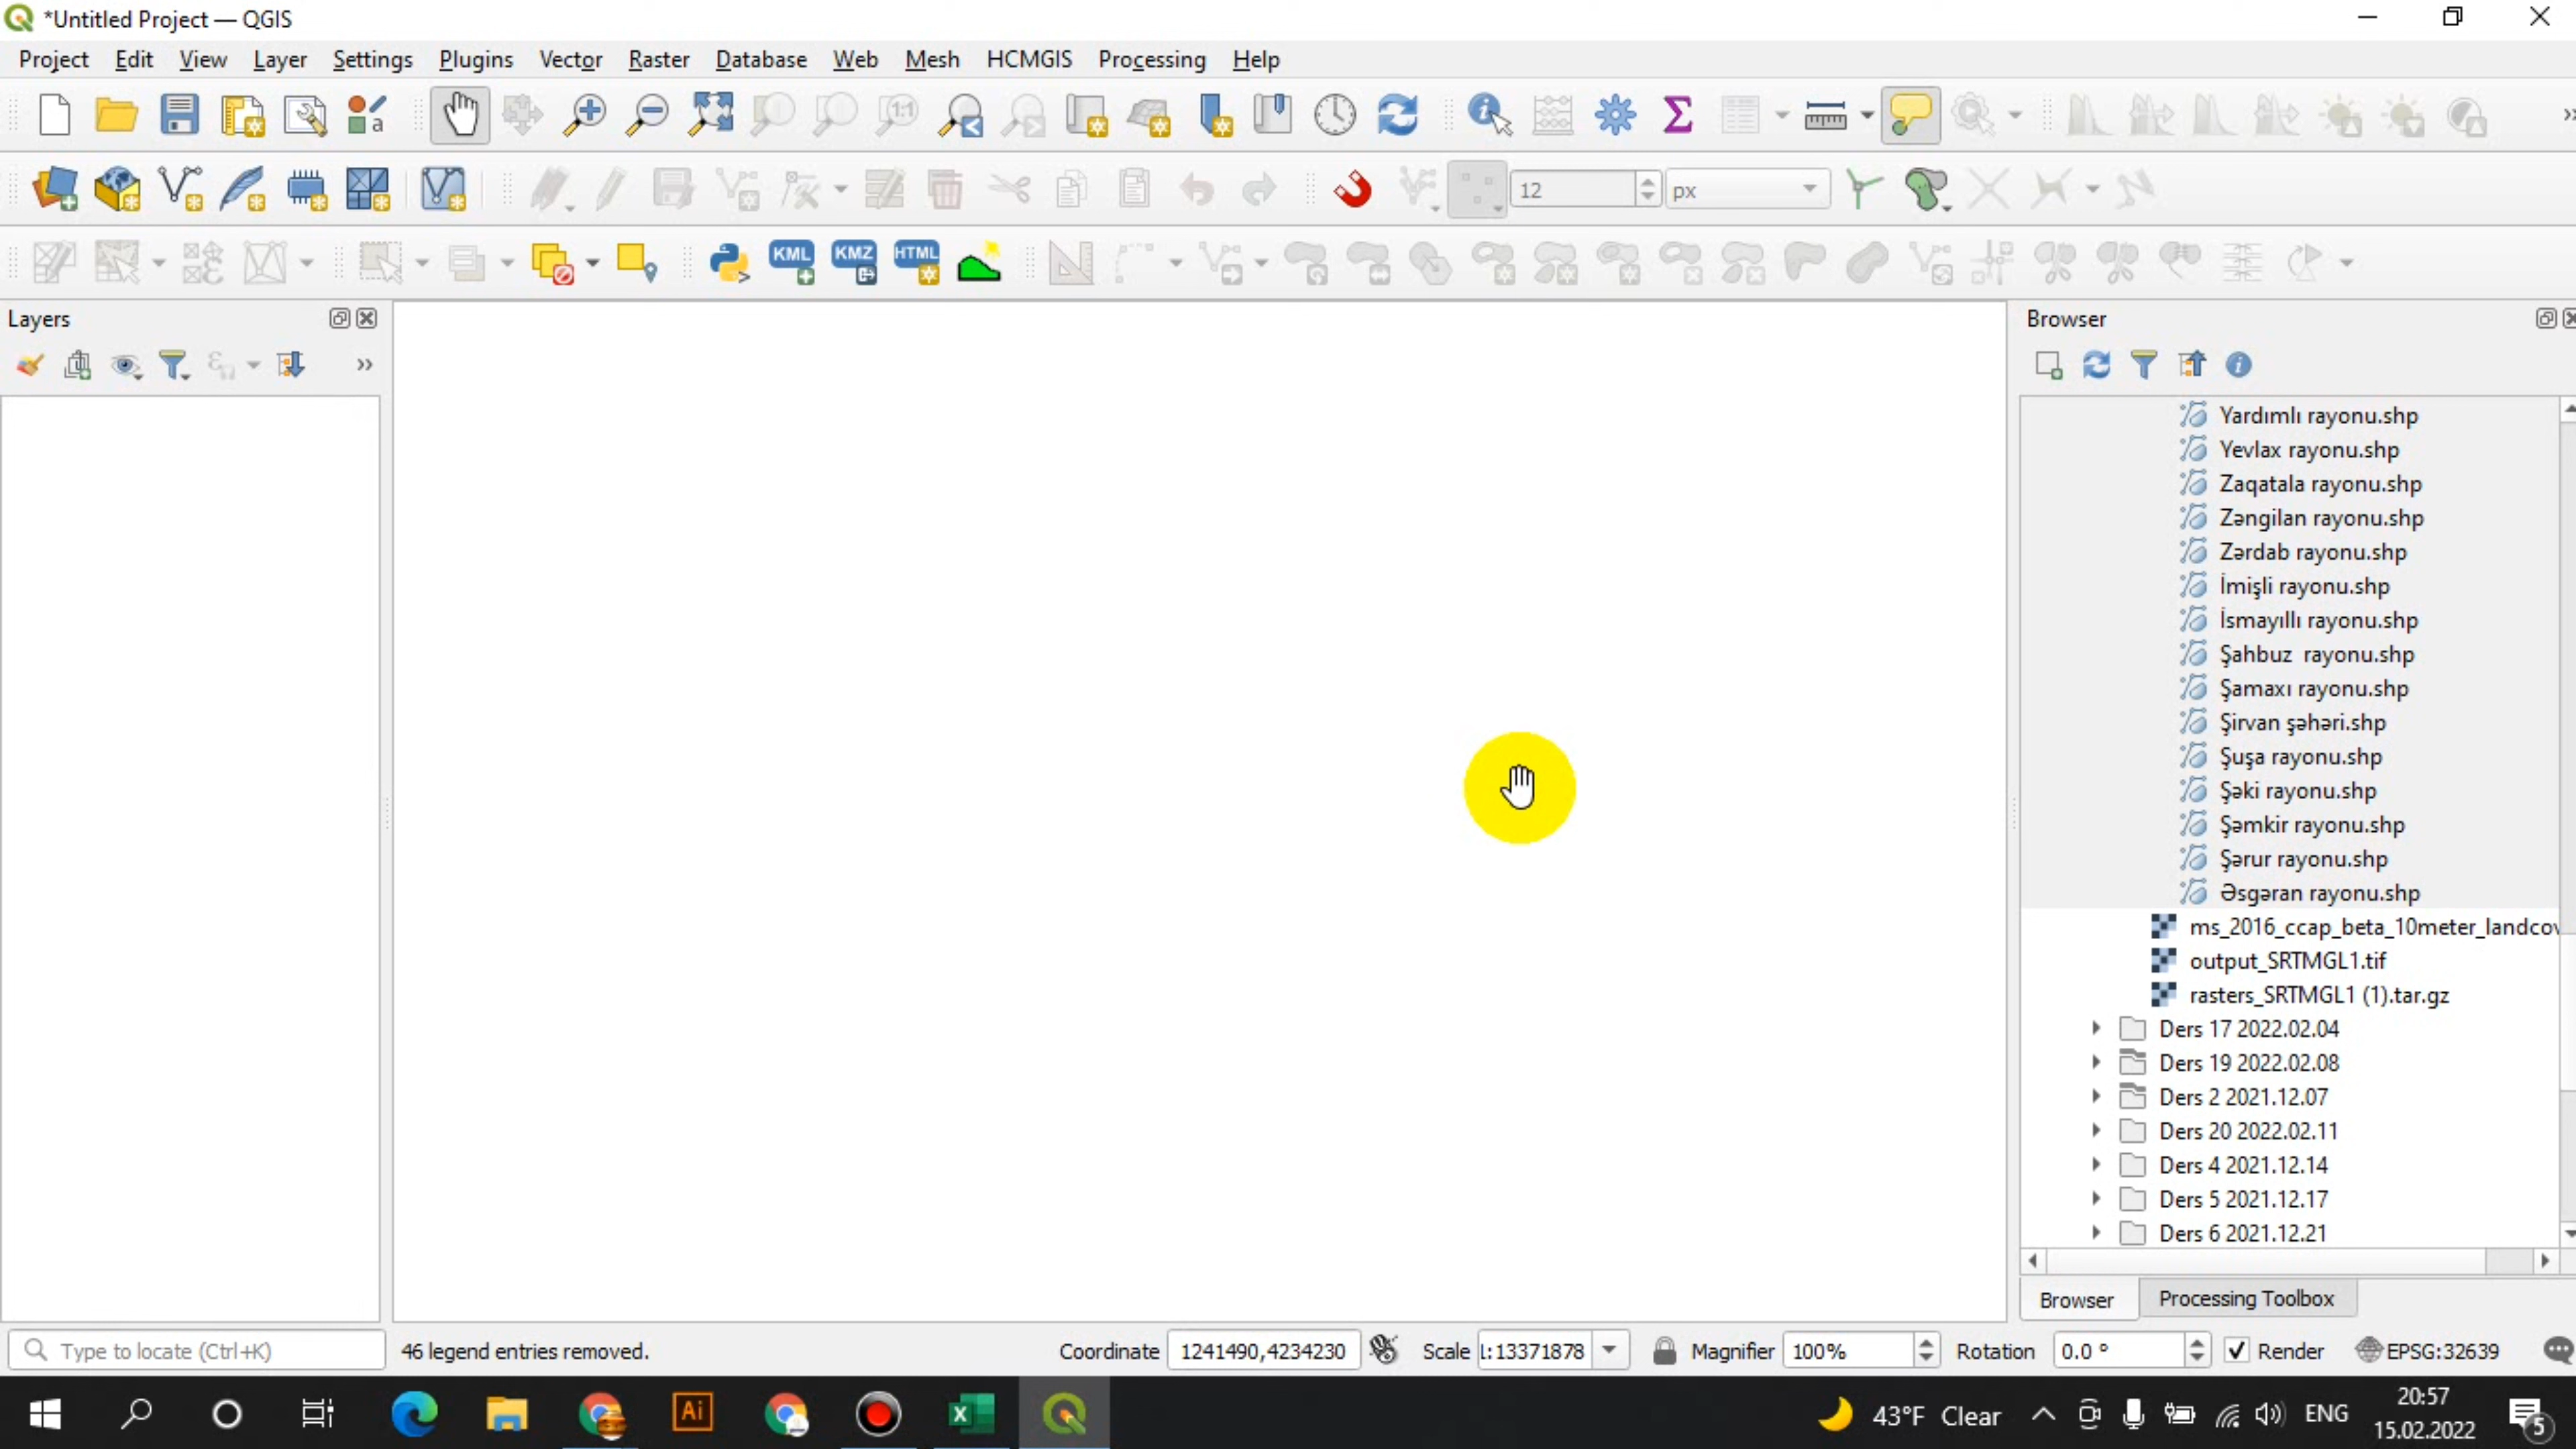 *Untitled Project — QGIS
Project Edit View Layer Settings Plugins Vector Raster Database Web Mesh HCMGIS Processing Help
1:1
a
12 px
KML KMZ HTML
Layers
Browser
Yardımlı rayonu.shp
Yevlax rayonu.shp
Zaqatala rayonu.shp
Zəngilan rayonu.shp
Zərdab rayonu.shp
İmişli rayonu.shp
İsmayıllı rayonu.shp
Şahbuz  rayonu.shp
Şamaxı rayonu.shp
Şirvan şəhəri.shp
Şuşa rayonu.shp
Şəki rayonu.shp
Şəmkir rayonu.shp
Şərur rayonu.shp
Əsgəran rayonu.shp
ms_2016_ccap_beta_10meter_landcov
output_SRTMGL1.tif
rasters_SRTMGL1 (1).tar.gz
Ders 17 2022.02.04
Ders 19 2022.02.08
Ders 2 2021.12.07
Ders 20 2022.02.11
Ders 4 2021.12.14
Ders 5 2021.12.17
Ders 6 2021.12.21
Browser Processing Toolbox
Type to locate (Ctrl+K) 46 legend entries removed. Coordinate 1241490,4234230 Scale 1:13371878 Magnifier 100% Rotation 0.0 ° Render EPSG:32639
Ai X 43°F Clear ENG 20:57
15.02.2022 5